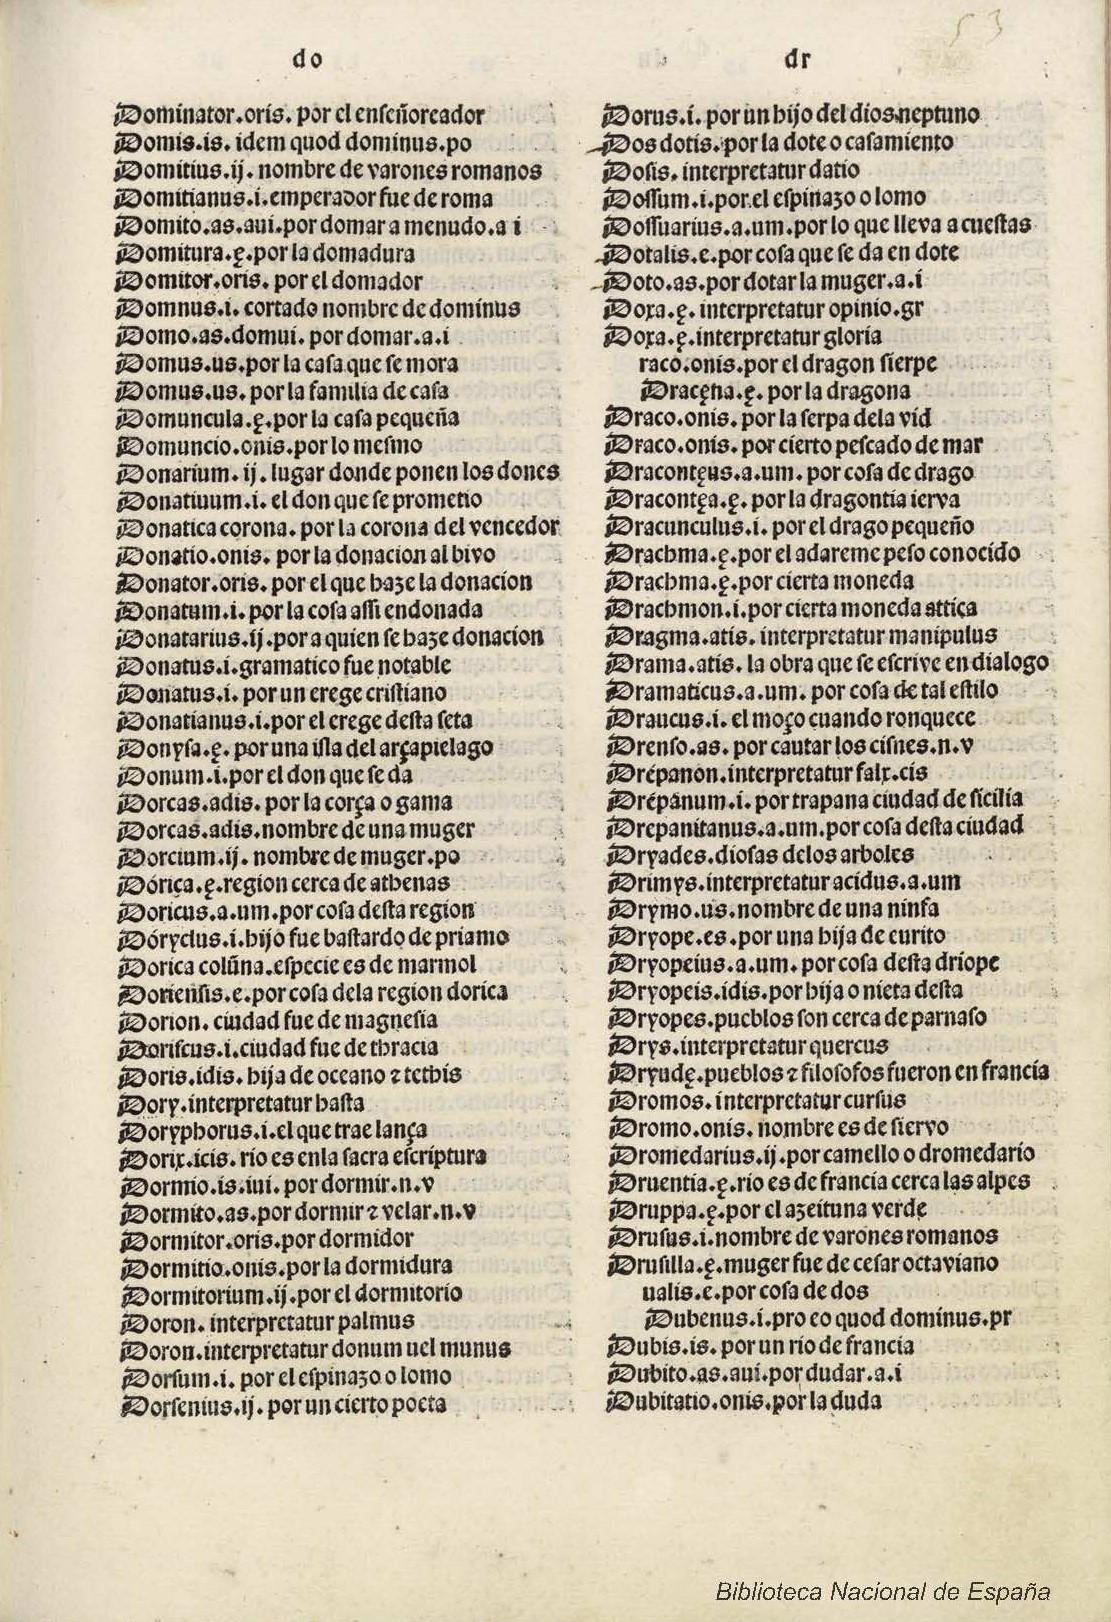 53
do
Dominator.oris. por el enseñoreador
Domis.is. idem quod dominus.po
Domitius.ij. nombre de varones romanos
Domitianus.i.emperador fue de roma
Domito.as.aui.por domar a menudo.a i
Domitura.ę.por la domadura
Domitor.oris. por el domador
Domnus.i. cortado nombre de dominus
Domo.as.domui. por domar.a.i
Domus.us.por la casa que se mora
Domus.us. por la familia de casa
Domuncula.ę.por la casa pequeña
Domuncio.onis.por lo mesmo
Donarium.ij. lugar donde ponen los dones
Donatiuum.i. el don que se prometio
Donatica corona. por la corona del vencedor
Donatio.onis. por la donacion al bivo
Donator.oris. por el que haze la donacion
Donatum.i. por la cosa assi endonada
Donatarius.ij.por a quien se haze donacion
Donatus.i.gramatico fue notable
Donatus.i. por un erege cristiano
Donatianus.i.por el erege desta seta
Donysa.ę. por una isla del arçapielago
Donum.i.por el don que se da
Dorcas.adis. por la corça o gama
Dorcas.adis.nombre de una muger
Dorcium.ij. nombre de muger.po
Dórica.ę.region cerca de athenas
Doricus.a.um.por cosa desta region
Dóryclus.i.hijo fue bastardo de priamo
Dorica colũna.especie es de marmol
Doriensis.e.por cosa dela region dorica
Dorion. ciudad fue de magnesia
Doriscus.i.ciudad fue de thracia
Doris.idis. hija de oceano ⁊ tethis
Dory.interpretatur hasta
Doryphorus.i.el que trae lança
Dorix.icis. rio es enla sacra escriptura
Dormio.is.iui. por dormir.n.v
Dormito.as.por dormir ⁊ velar.n.v
Dormitor.oris.por dormidor
Dormitio.onis.por la dormidura
Dormitorium.ij.por el dormitorio
Doron. interpretatur palmus
Doron.interpretatur donum uel munus
Dorsum.i. por el espinazo o lomo
Dorsenius.ij. por un cierto poeta
dr
Dorus.i. por un hijo del dios neptuno
Dos dotis. por la dote o casamiento
Dosis. interpretatur datio
Dossum.i.por el espinazo o lomo
Dossuarius.a.um.por lo que lleva a cuestas
Dotalis.e.por cosa que se da en dote
Doto.as.por dotar la muger.a.i
Doxa.ę. interpretatur opinio.gr
Doxa.ę.interpretatur gloria
raco.onis.por el dragon sierpe
Dracęna.ę. por la dragona
Draco.onis. por la serpa dela vid
Draco.onis. por cierto pescado de mar
Dracontęus.a.um. por cosa de drago
Dracontęa.ę. por la dragontia ierva
Dracunculus.i. por el drago pequeño
Drachma.ę.por el adareme peso conocido
Drachma.ę.por cierta moneda
Drachmon.i.por cierta moneda attica
Dragma.atis. interpretatur manipulus
Drama.atis. la obra que se escrive en dialogo
Dramaticus.a.um. por cosa de tal estilo
Draucus.i. el moço cuando ronquece
Drenso.as. por cautar los cisnes.n.v
Drépanon.interpretatur falx.cis
Drépanum.i. por trapana ciudad de sicilia
Drepanitanus.a.um.por cosa desta ciudad
Dryades.diosas delos arboles
Drimys.interpretatur acidus.a.um
Drymo.us.nombre de una ninfa
Dryope.es.por una hija de eurito
Dryopeius.a.um. por cosa desta driope
Dryopeis.idis.por hija o nieta desta
Dryopes.pueblos son cerca de parnaso
Drys.interpretatur quercus
Dryudę.pueblos ⁊ filosofos fueron en francia
Dromos. interpretatur cursus
Dromo.onis. nombre es de siervo
Dromedarius.ij.por camello o dromedario
Druentia.ę.rio es de francia cerca las alpes
Druppa.ę.por el azeituna verde
Drusus.i.nombre de varones romanos
Drusilla.ę.muger fue de cesar octaviano
ualis.e.por cosa de dos
Dubenus.i.pro eo quod dominus.pr
Dubis.is. por un rio de francia
Dubito.as.aui.por dudar.a.i
Dubitatio.onis.por la duda
Biblioteca Nacional de España